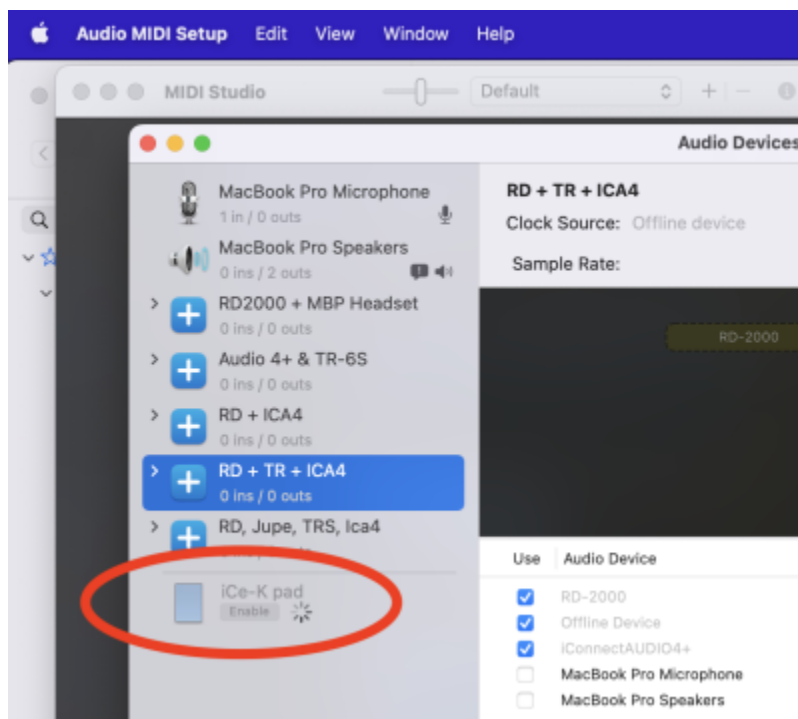 Audio MIDI Setup Edit View Window Help
MIDI Studio Default
Audio Devices
MacBook Pro Microphone
1 in / 0 outs
MacBook Pro Speakers
0 ins / 2 outs
RD2000 + MBP Headset
0 ins / 0 outs
Audio 4+ & TR-6S
0 ins / 0 outs
RD + ICA4
0 ins / 0 outs
RD + TR + ICA4
0 ins / 0 outs
RD, Jupe, TRS, Ica4
iCe-K pad
Enable
RD + TR + ICA4
Clock Source: Offline device
Sample Rate:
RD-2000
Use Audio Device
RD-2000
Offline Device
iConnectAUDIO4+
MacBook Pro Microphone
MacBook Pro Speakers